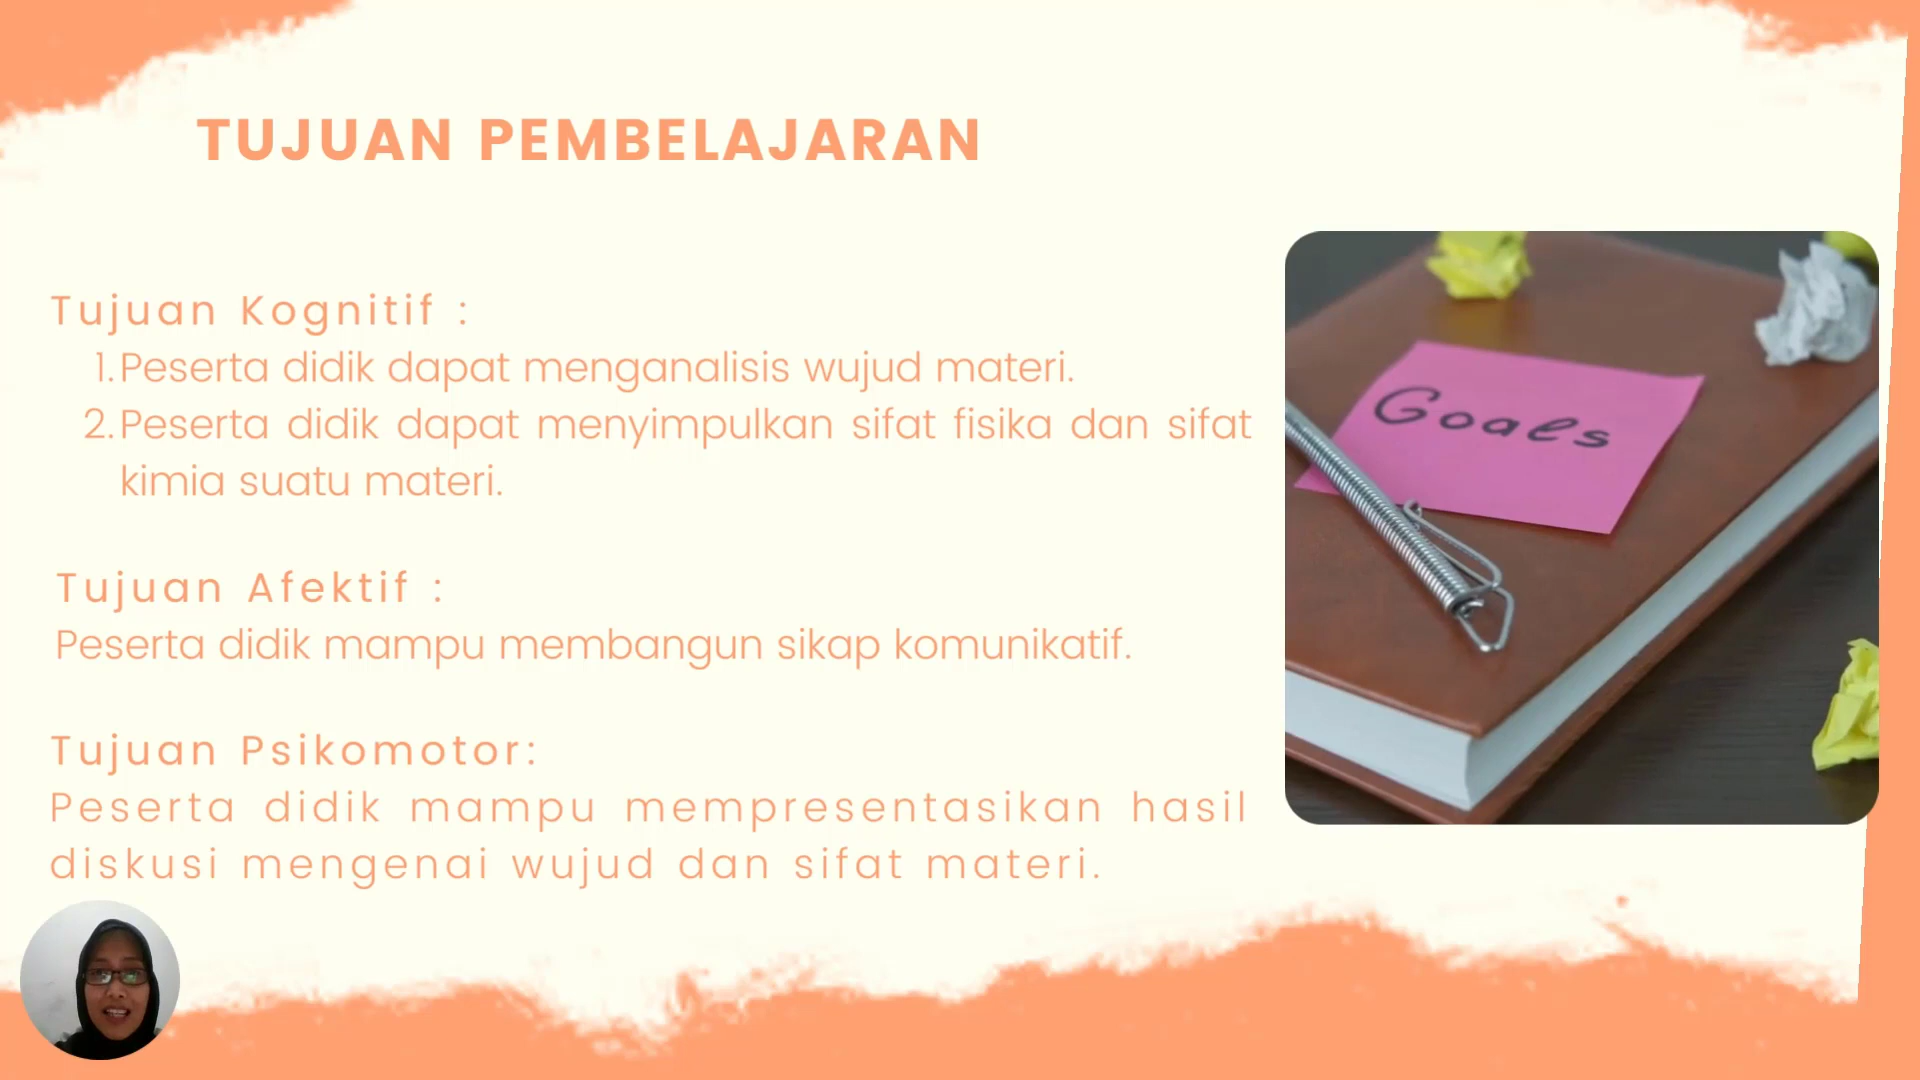 TUJUAN PEMBELAJARAN
Tujuan Kognitif :
1. Peserta didik dapat menganalisis wujud materi.
2. Peserta didik dapat menyimpulkan sifat fisika dan sifat
kimia suatu materi.
Tujuan Afektif :
Peserta didik mampu membangun sikap komunikatif.
Tujuan Psikomotor:
Peserta didik mampu mempresentasikan hasil
diskusi mengenai wujud dan sifat materi.
Goals